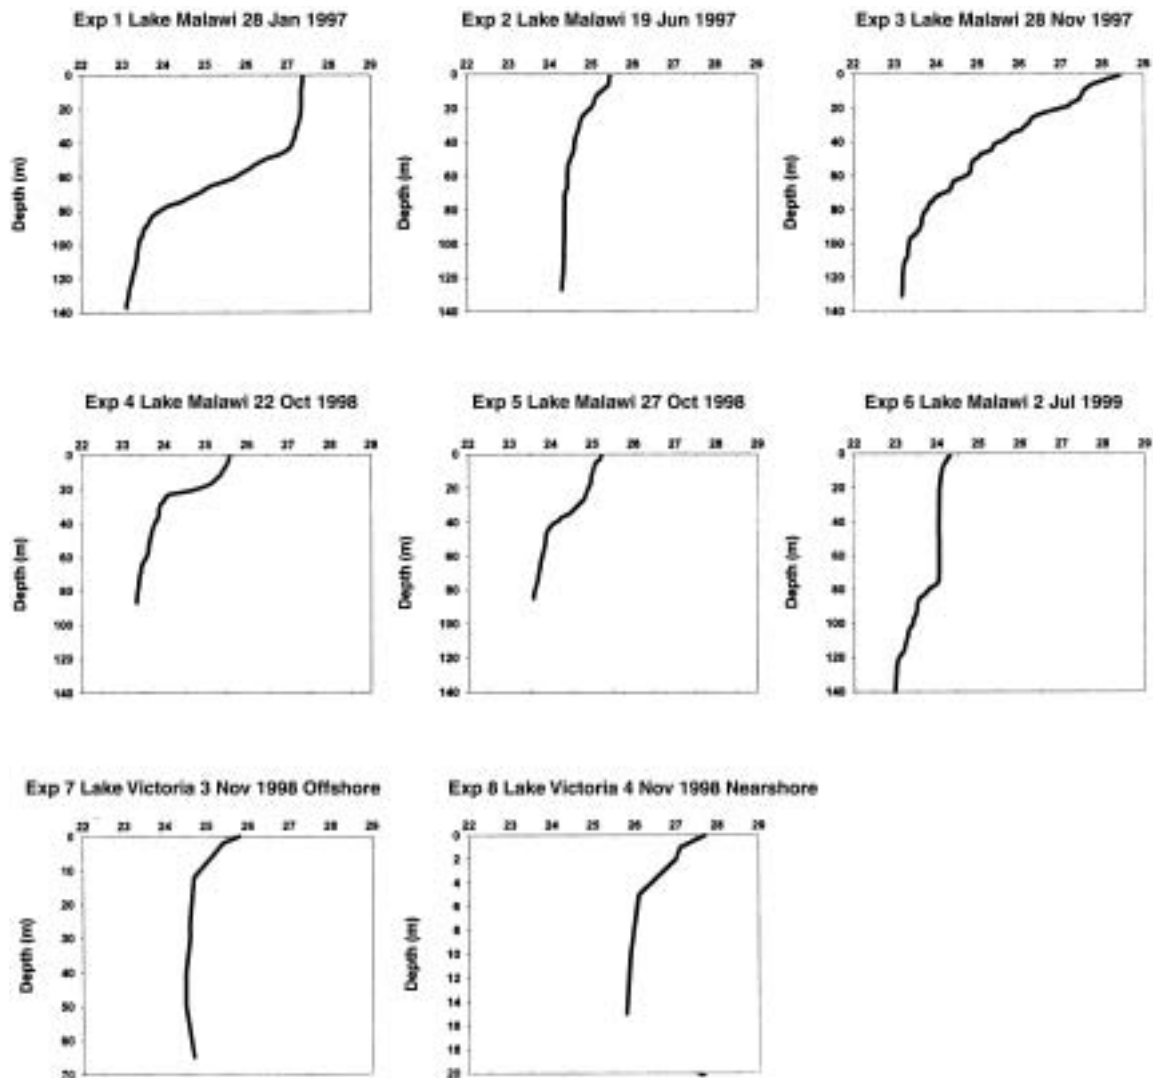 Exp 1 Lake Malawi 28 Jan 1997
22 23 24 25 26 27 28 29
0
20
40
60
80
100
120
140
Depth (m)
Exp 2 Lake Malawi 19 Jun 1997
22 23 24 25 26 27 28 29
0
20
40
60
80
100
120
140
Depth (m)
Exp 3 Lake Malawi 28 Nov 1997
22 23 24 25 26 27 28 29
0
20
40
60
80
100
120
140
Depth (m)
Exp 4 Lake Malawi 22 Oct 1998
22 23 24 25 26 27 28 29
0
20
40
60
80
100
120
140
Depth (m)
Exp 5 Lake Malawi 27 Oct 1998
22 23 24 25 26 27 28 29
0
20
40
60
80
100
120
140
Depth (m)
Exp 6 Lake Malawi 2 Jul 1999
22 23 24 25 26 27 28 29
0
20
40
60
80
100
120
140
Depth (m)
Exp 7 Lake Victoria 3 Nov 1998 Offshore
22 23 24 25 26 27 28 29
0
10
20
30
40
50
60
70
Depth (m)
Exp 8 Lake Victoria 4 Nov 1998 Nearshore
22 23 24 25 26 27 28 29
0
2
4
6
8
10
12
14
16
18
20
Depth (m)